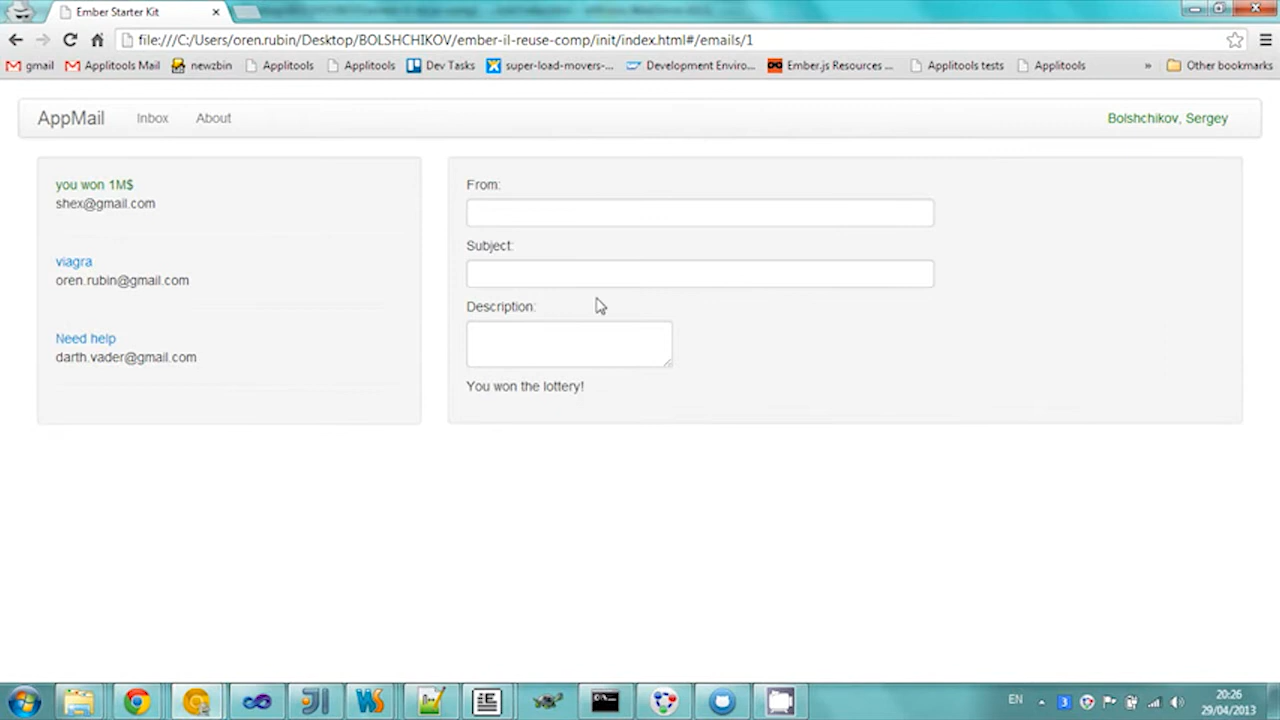 Ember Starter Kit
file:///C:/Users/oren.rubin/Desktop/BOLSHCHIKOV/ember-il-reuse-comp/init/index.html#/emails/1
gmail Applitools Mail newzbin Applitools Applitools Dev Tasks super-load-movers-... Development Enviro... Ember.js Resources ... Applitools tests Applitools » Other bookmarks
AppMail Inbox About Bolshchikov, Sergey
you won 1M$
shex@gmail.com
viagra
oren.rubin@gmail.com
Need help
darth.vader@gmail.com
From:
Subject:
Description:
You won the lottery!
EN 3 20:26
29/04/2013